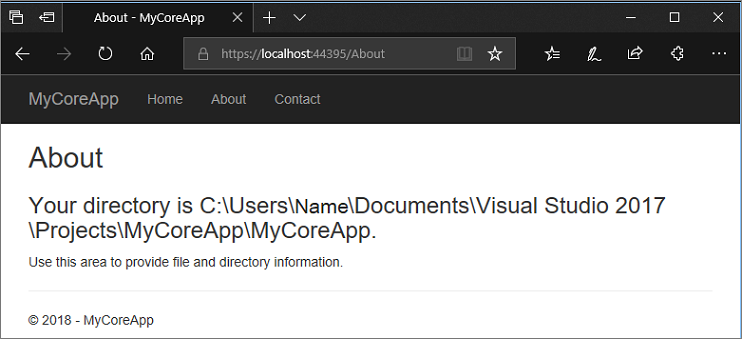 About - MyCoreApp
https://localhost:44395/About
MyCoreApp Home About Contact
About
Your directory is C:\Users\Name\Documents\Visual Studio 2017
\Projects\MyCoreApp\MyCoreApp.
Use this area to provide file and directory information.
© 2018 - MyCoreApp